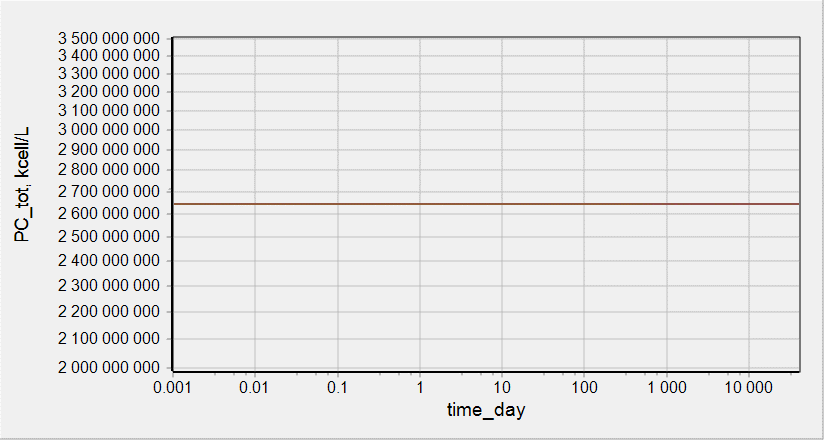 PC_tot, kcell/L
3 500 000 000
3 400 000 000
3 300 000 000
3 200 000 000
3 100 000 000
3 000 000 000
2 900 000 000
2 800 000 000
2 700 000 000
2 600 000 000
2 500 000 000
2 400 000 000
2 300 000 000
2 200 000 000
2 100 000 000
2 000 000 000
0.001 0.01 0.1 1 10 100 1 000 10 000
time_day